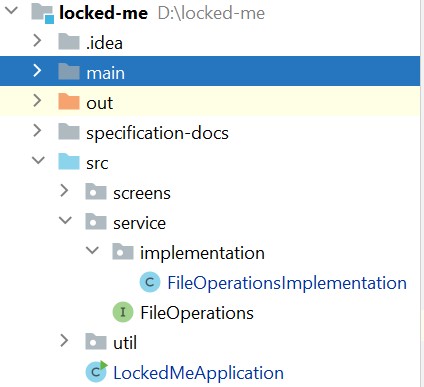 locked-me D:\locked-me
.idea
main
out
specification-docs
src
screens
service
implementation
C FileOperationsImplementation
I FileOperations
util
C LockedMeApplication